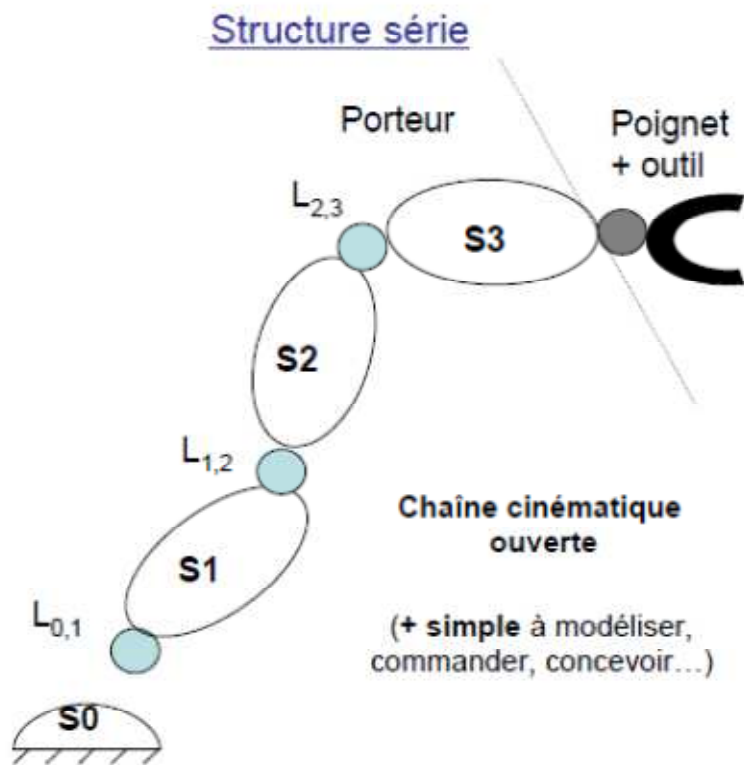 Structure série
Porteur
Poignet
+ outil
L2,3
S3
S2
L1,2
Chaîne cinématique
ouverte
S1
L0,1
(+ simple à modéliser,
commander, concevoir...)
S0